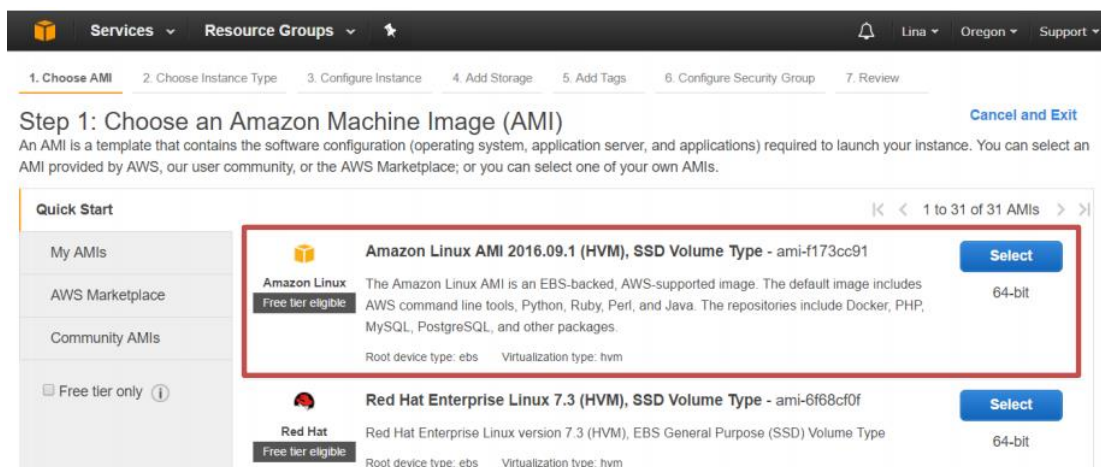 Services Resource Groups Lina Oregon Support
1. Choose AMI 2. Choose Instance Type 3. Configure Instance 4. Add Storage 5. Add Tags 6. Configure Security Group 7. Review
Step 1: Choose an Amazon Machine Image (AMI)
Cancel and Exit
An AMI is a template that contains the software configuration (operating system, application server, and applications) required to launch your instance. You can select an
AMI provided by AWS, our user community, or the AWS Marketplace; or you can select one of your own AMIs.
Quick Start
1 to 31 of 31 AMIs
My AMIs
AWS Marketplace
Community AMIs
Free tier only
Amazon Linux
Free tier eligible
Amazon Linux AMI 2016.09.1 (HVM), SSD Volume Type - ami-f173cc91
The Amazon Linux AMI is an EBS-backed, AWS-supported image. The default image includes
AWS command line tools, Python, Ruby, Perl, and Java. The repositories include Docker, PHP,
MySQL, PostgreSQL, and other packages.
Root device type: ebs Virtualization type: hvm
Select
64-bit
Red Hat
Free tier eligible
Red Hat Enterprise Linux 7.3 (HVM), SSD Volume Type - ami-6f68cf0f
Red Hat Enterprise Linux version 7.3 (HVM), EBS General Purpose (SSD) Volume Type
Root device type: ebs Virtualization type: hvm
Select
64-bit